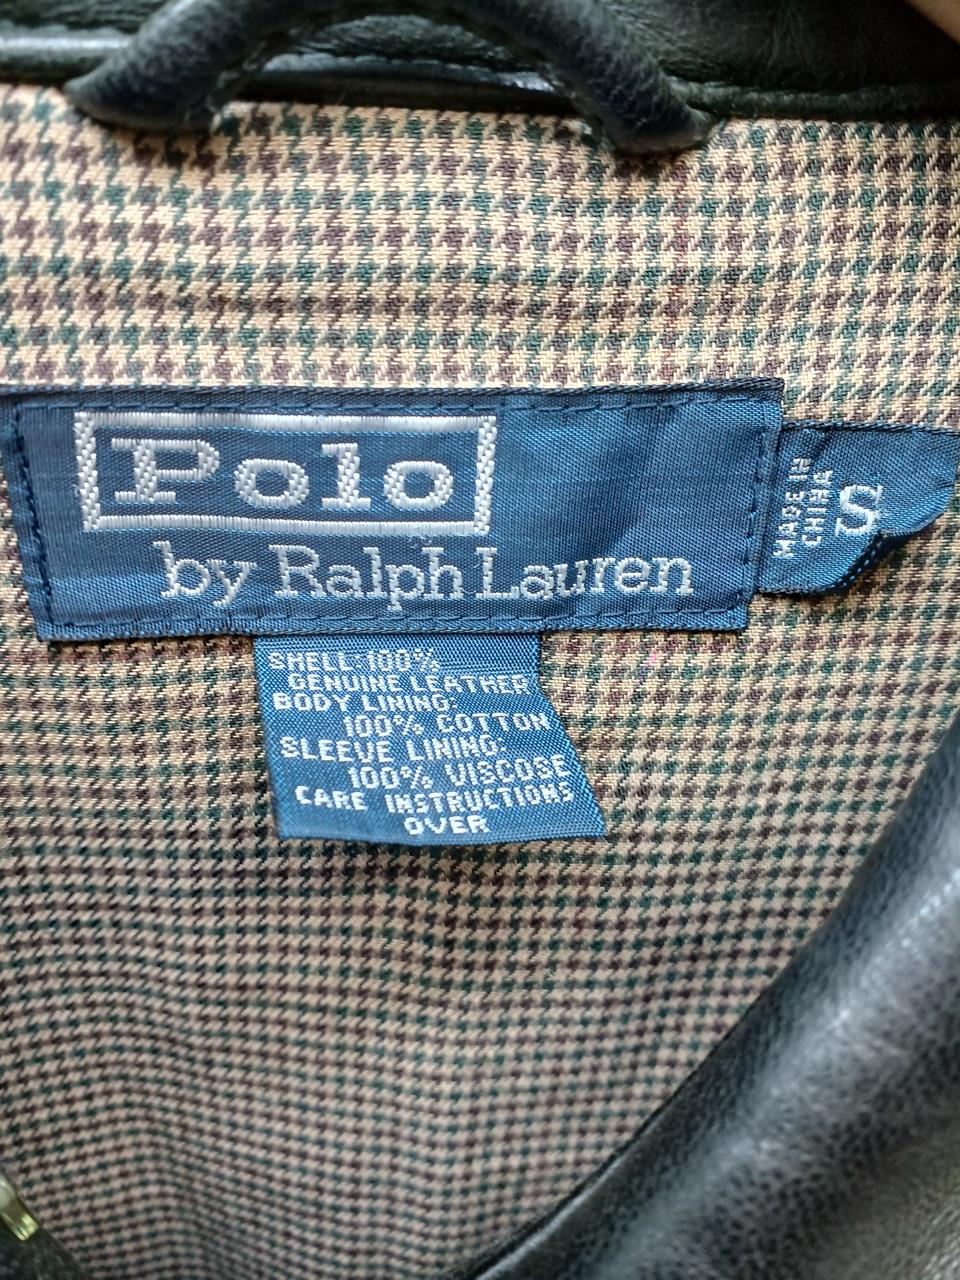 Polo
by Ralph Lauren
MADE IN
CHINA
S
SHELL: 100%
GENUINE LEATHER
BODY LINING:
100% COTTON
SLEEVE LINING:
100% VISCOSE
CARE INSTRUCTIONS
OVER